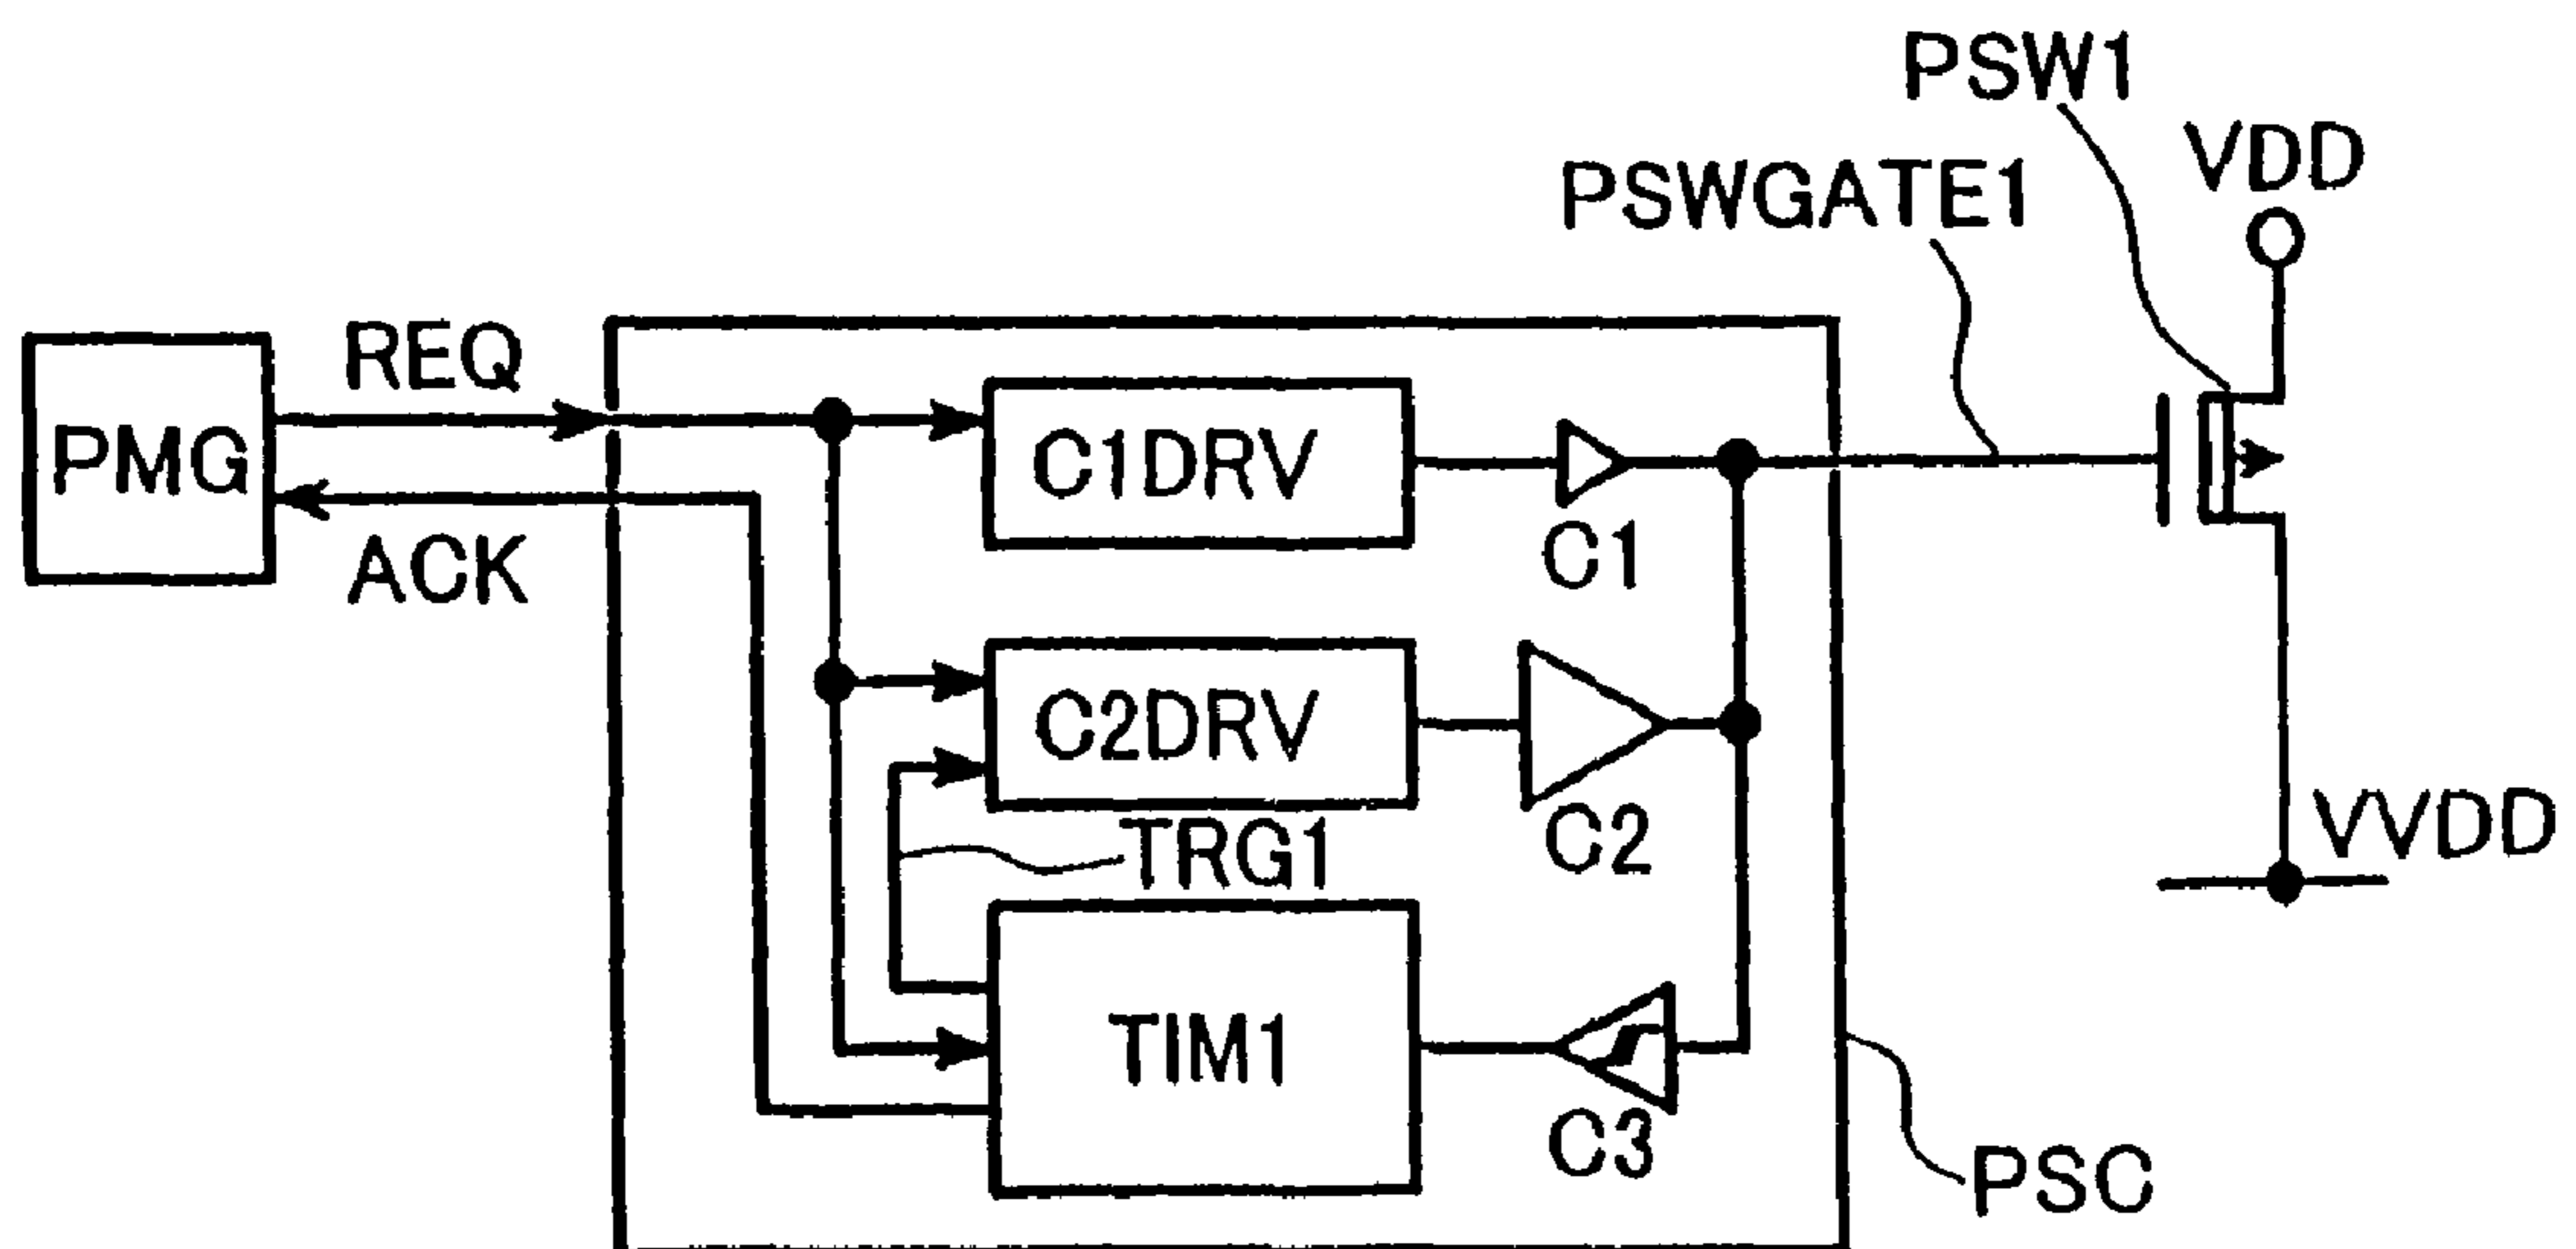 PSW1
VDD
PSWGATE1
REQ
PMG
C1DRV
ACK
C1
C2DRV
VVDD
TRG1
C2
TIM1
C3
PSC